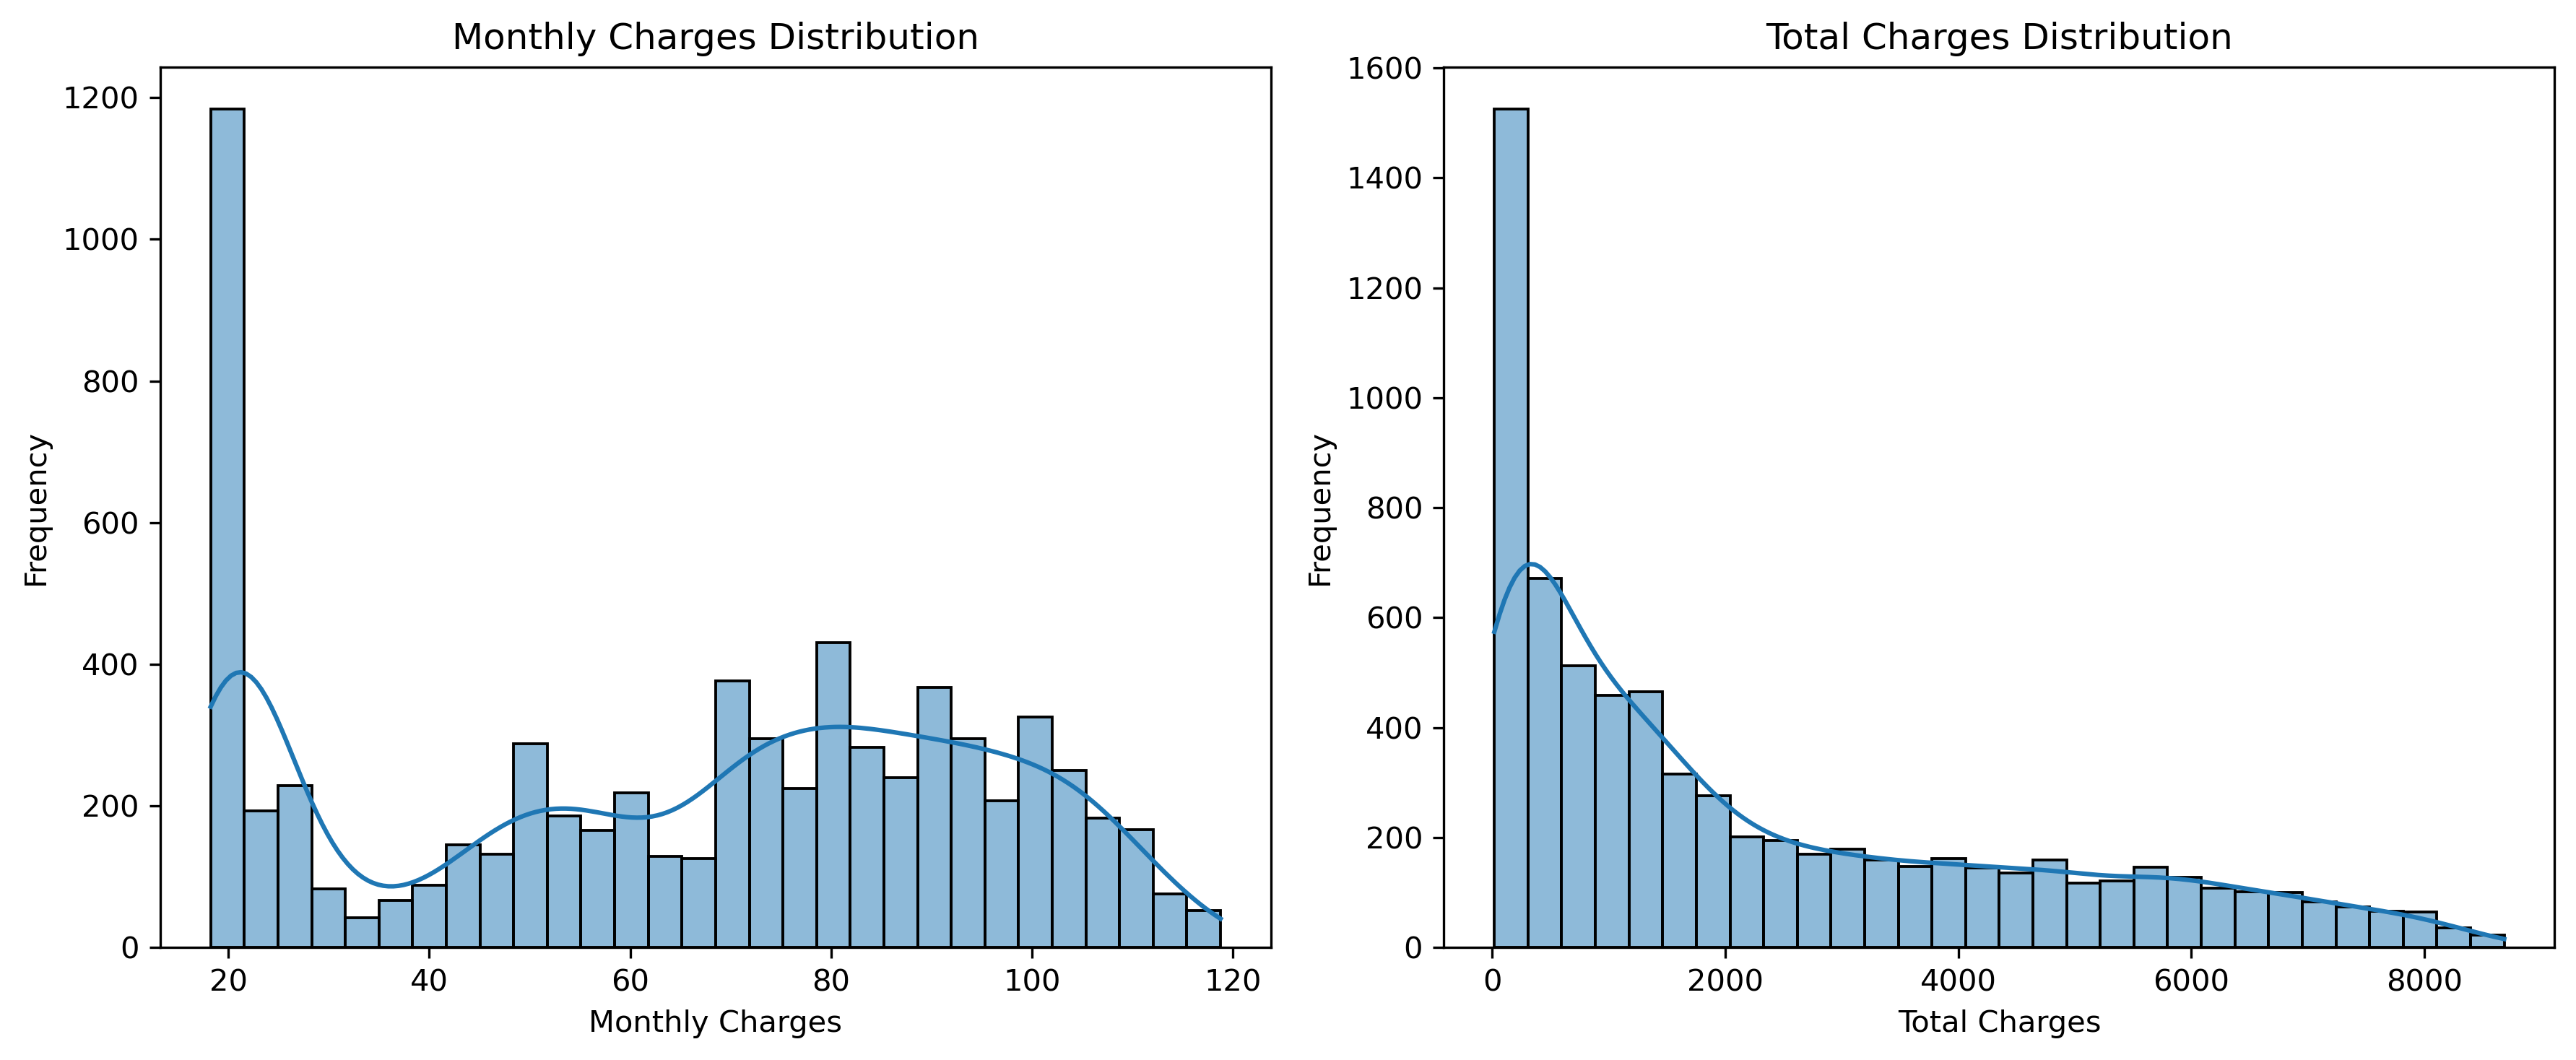 Monthly Charges Distribution
1200
1000
800
600
400
200
0
Frequency
20 40 60 80 100 120
Monthly Charges
Total Charges Distribution
1600
1400
1200
1000
800
600
400
200
0
Frequency
0 2000 4000 6000 8000
Total Charges